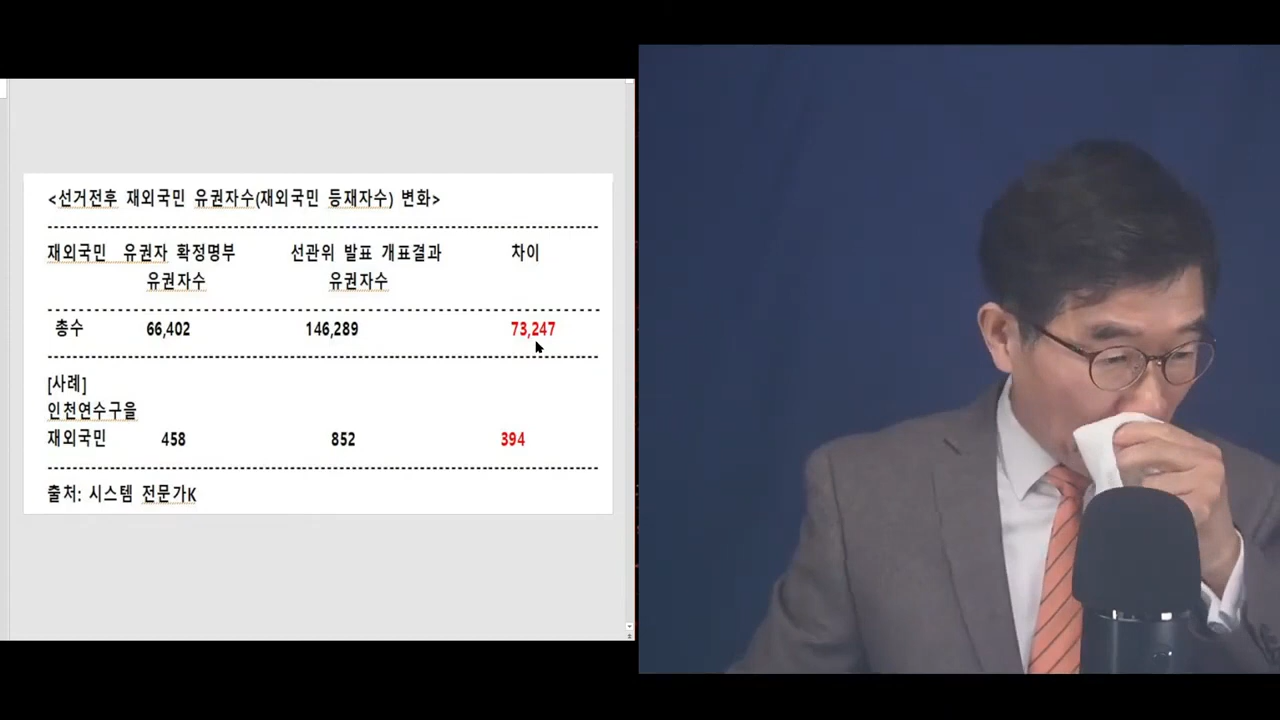 <선거전후 재외국민 유권자수(재외국민 등재자수) 변화>
재외국민 유권자 확정명부 선관위 발표 개표결과 차이
유권자수 유권자수
총수 66,402 146,289 73,247
[사례]
인천연수구을
재외국민 458 852 394
출처: 시스템 전문가K